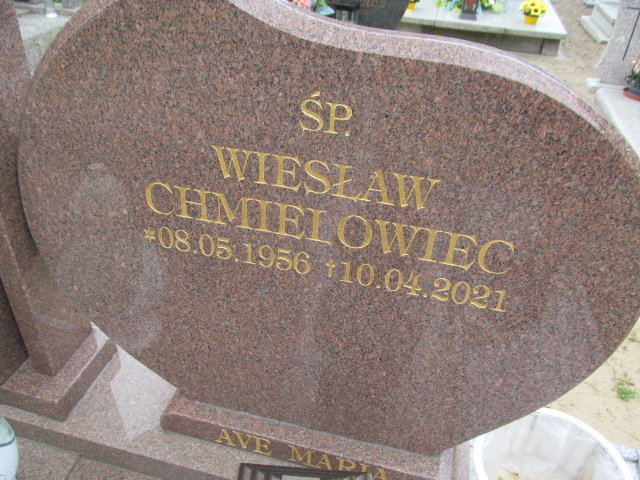 ŚP.
WIESŁAW
CHMIELOWIEC
*08.05.1956 †10.04.2021
AVE MARIA